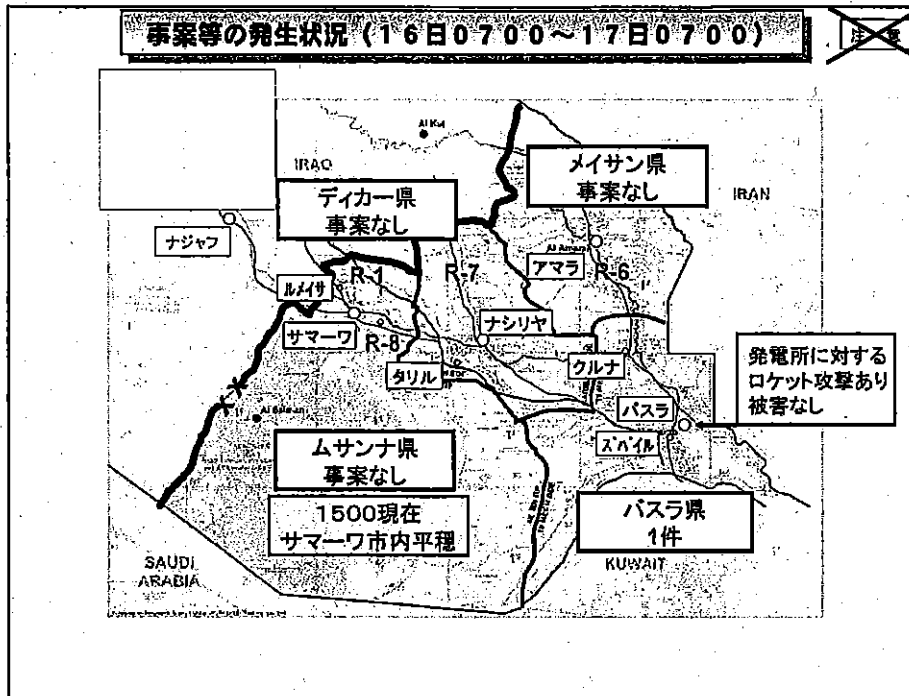 事案等の発生状況(16日0700~17日0700)
Al Kut
IRAQ
メイサン県
事案なし
IRAN
ディカー県
事案なし
ナジャフ
アマラ
R-6
R-1
R-7
ルメイサ
サマーワ
R-8
ナシリヤ
クルナ
タリル
発電所に対する
ロケット攻撃あり
被害なし
バスラ
ズバイル
ムサンナ県
事案なし
1500現在
サマーワ市内平穏
バスラ県
1件
SAUDI
ARABIA
KUWAIT